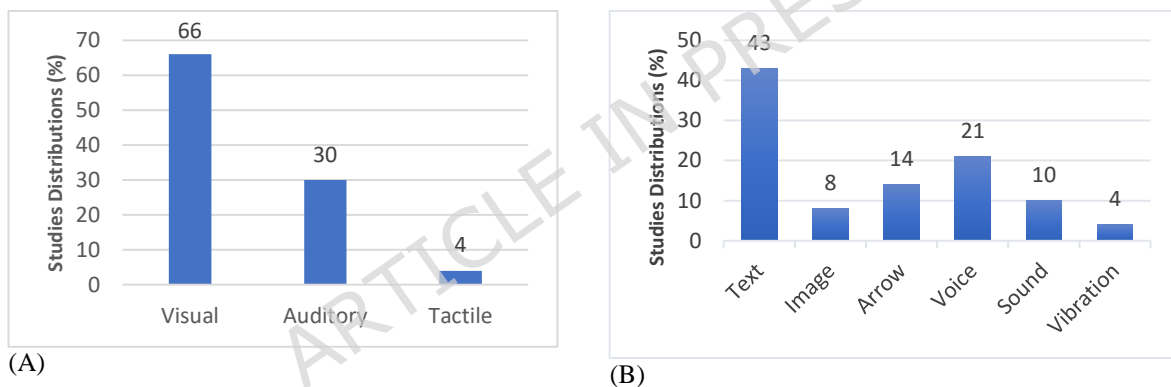 66
70
60
50
40
30
20
10
0
30
4
Studies Distributions (%)
Visual Auditory Tactile
(A)
50
40
30
20
10
0
43
8
14
21
10
4
Studies Distributions (%)
Text
Image
Arrow
Voice
Sound
Vibration
(B)
ARTICLE IN PRES